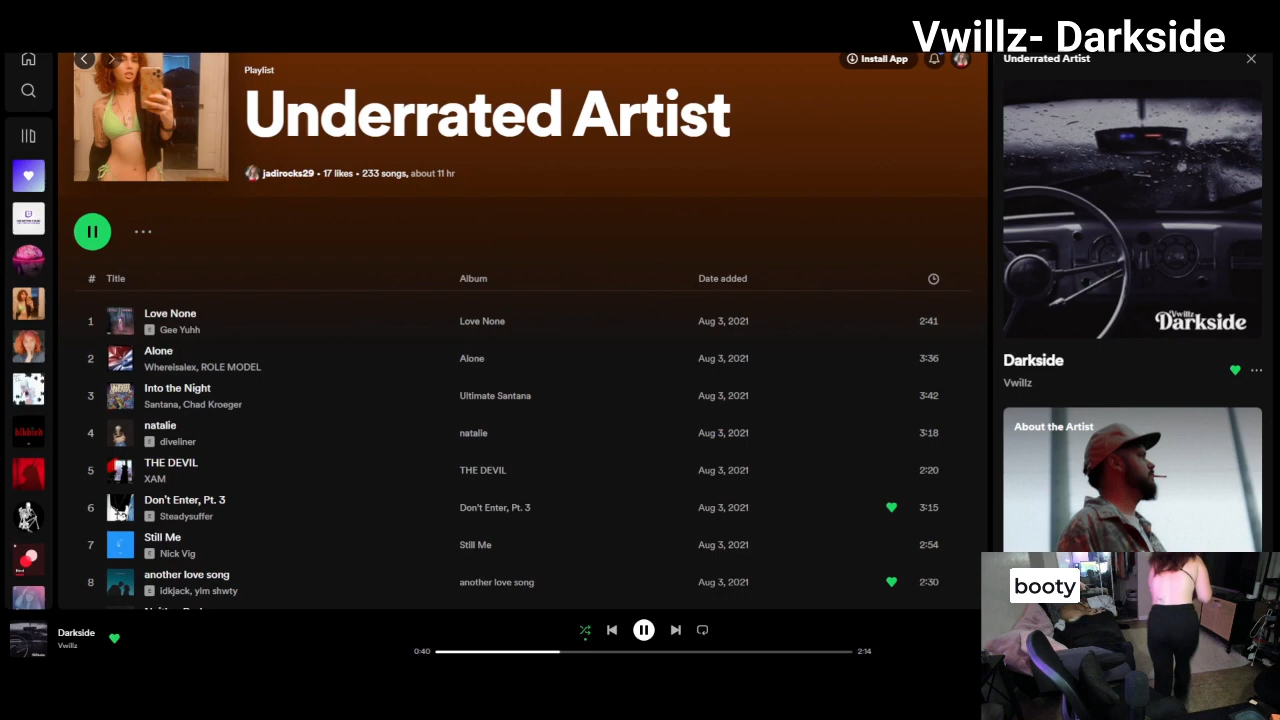 Vwillz- Darkside
Install App
Underrated Artist
Playlist
Underrated Artist
jadirocks29 • 17 likes • 233 songs, about 11 hr
# Title Album Date added
1 Love None Love None Aug 3, 2021 2:41
E Gee Yuhh
2 Alone Alone Aug 3, 2021 3:36
Whereisalex, ROLE MODEL
3 Into the Night Ultimate Santana Aug 3, 2021 3:42
Santana, Chad Kroeger
4 natalie natalie Aug 3, 2021 3:18
E diveliner
5 THE DEVIL THE DEVIL Aug 3, 2021 2:20
XAM
6 Don't Enter, Pt. 3 Don't Enter, Pt. 3 Aug 3, 2021 3:15
E Steadysuffer
7 Still Me Still Me Aug 3, 2021 2:54
E Nick Vig
8 another love song another love song Aug 3, 2021 2:30
E idkjack, ylm shwty
Vwillz
Darkside
Darkside
Vwillz
About the Artist
booty
Darkside
Vwillz
0:40 2:14